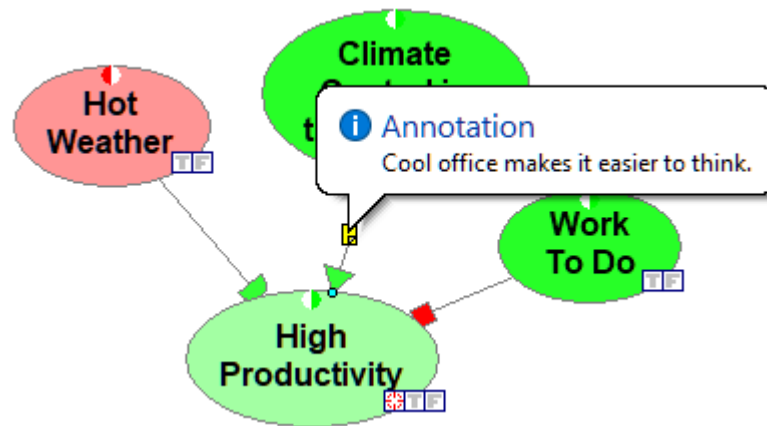 Climate
Hot
Weather
Annotation
Cool office makes it easier to think.
Work
To Do
T F
T F
High
Productivity
T F